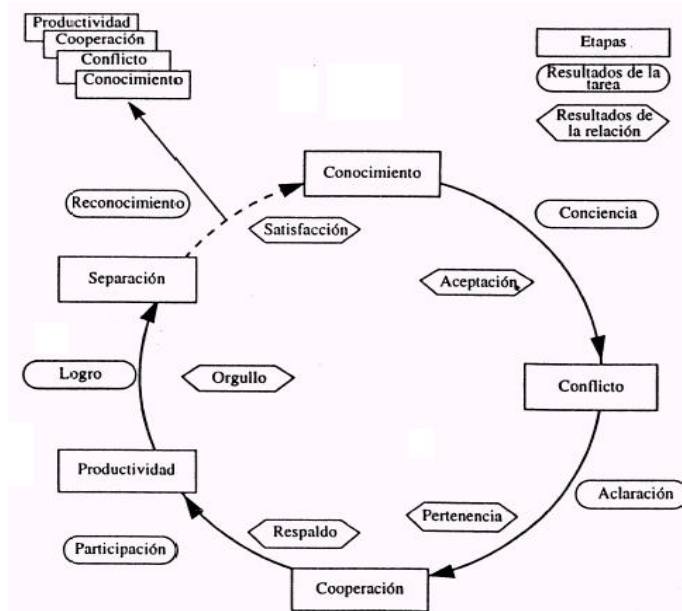 Productividad
Cooperación
Conflicto
Conocimiento
Etapas
Resultados de la
tarea
Resultados de
la relación
Conocimiento
Reconocimiento
Satisfacción
Conciencia
Separación
Aceptación
Logro
Orgullo
Conflicto
Productividad
Aclaración
Pertenencia
Respaldo
Participación
Cooperación